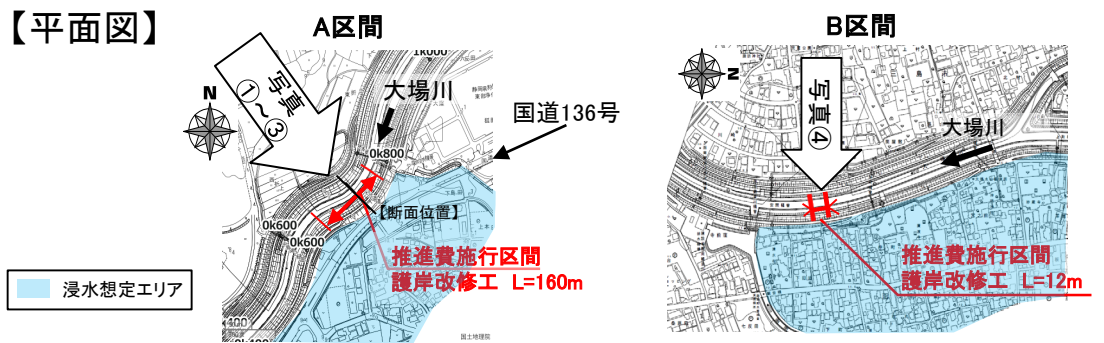 【平面図】
A区間
B区間
N
写真
①～③
大場川
国道136号
1k000
0k800
【断面位置】
0k600
0k600
推進費施行区間
護岸改修工 L=160m
浸水想定エリア
400
国土地理院
N
写真④
大場川
推進費施行区間
護岸改修工 L=12m